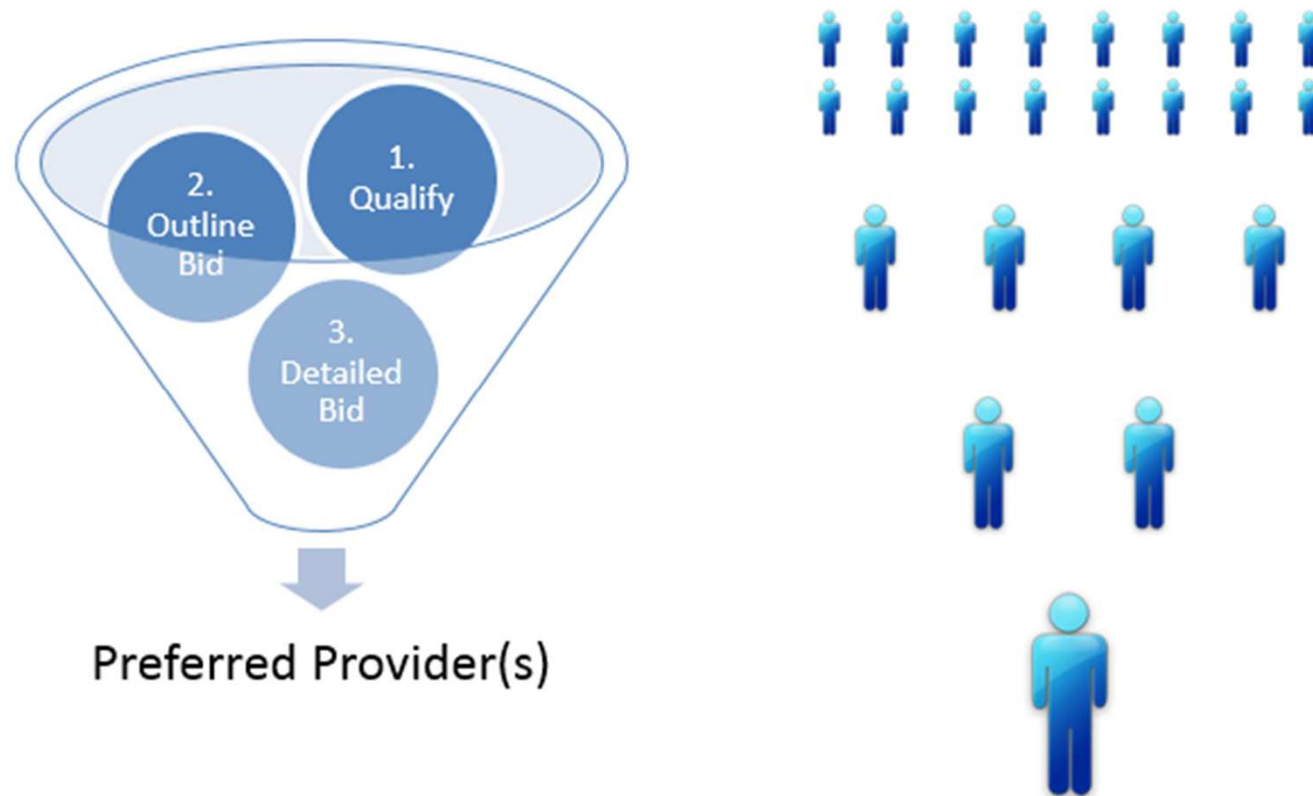 1.
Qualify
2.
Outline
Bid
3.
Detailed
Bid
Preferred Provider(s)